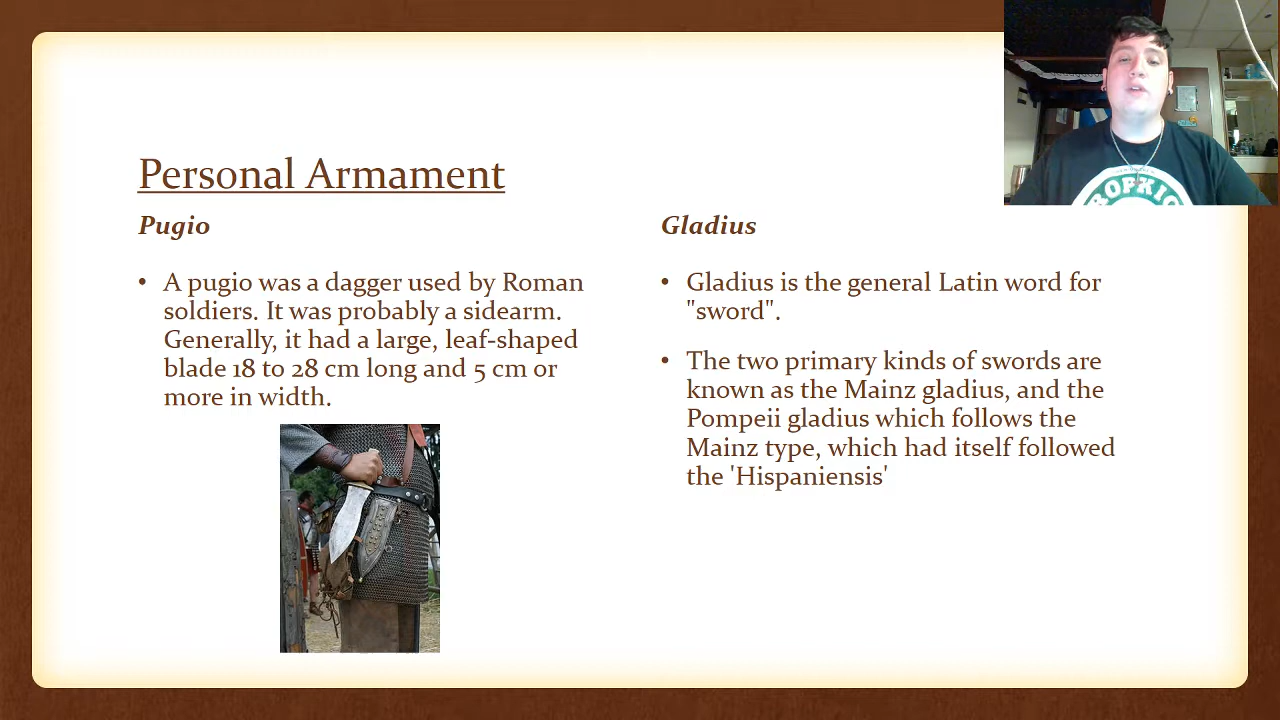 Personal Armament
Pugio
• A pugio was a dagger used by Roman
soldiers. It was probably a sidearm.
Generally, it had a large, leaf-shaped
blade 18 to 28 cm long and 5 cm or
more in width.
Gladius
• Gladius is the general Latin word for
"sword".
• The two primary kinds of swords are
known as the Mainz gladius, and the
Pompeii gladius which follows the
Mainz type, which had itself followed
the 'Hispaniensis'